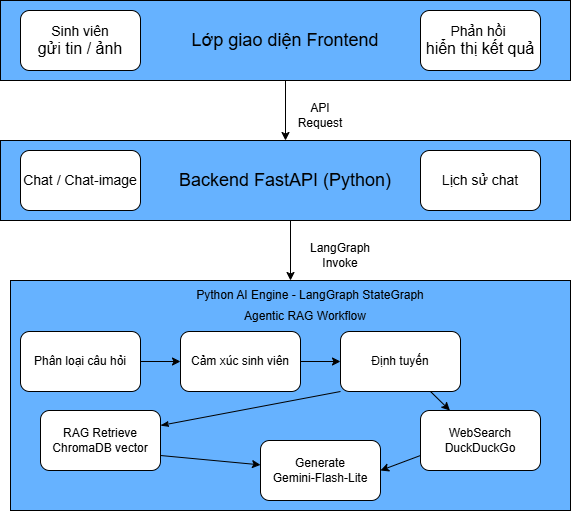 Sinh viên
gửi tin / ảnh
Lớp giao diện Frontend
Phản hồi
hiển thị kết quả
API
Request
Chat / Chat-image
Backend FastAPI (Python)
Lịch sử chat
LangGraph
Invoke
Python AI Engine - LangGraph StateGraph
Agentic RAG Workflow
Phân loại câu hỏi
Cảm xúc sinh viên
Định tuyến
RAG Retrieve
ChromaDB vector
WebSearch
DuckDuckGo
Generate
Gemini-Flash-Lite